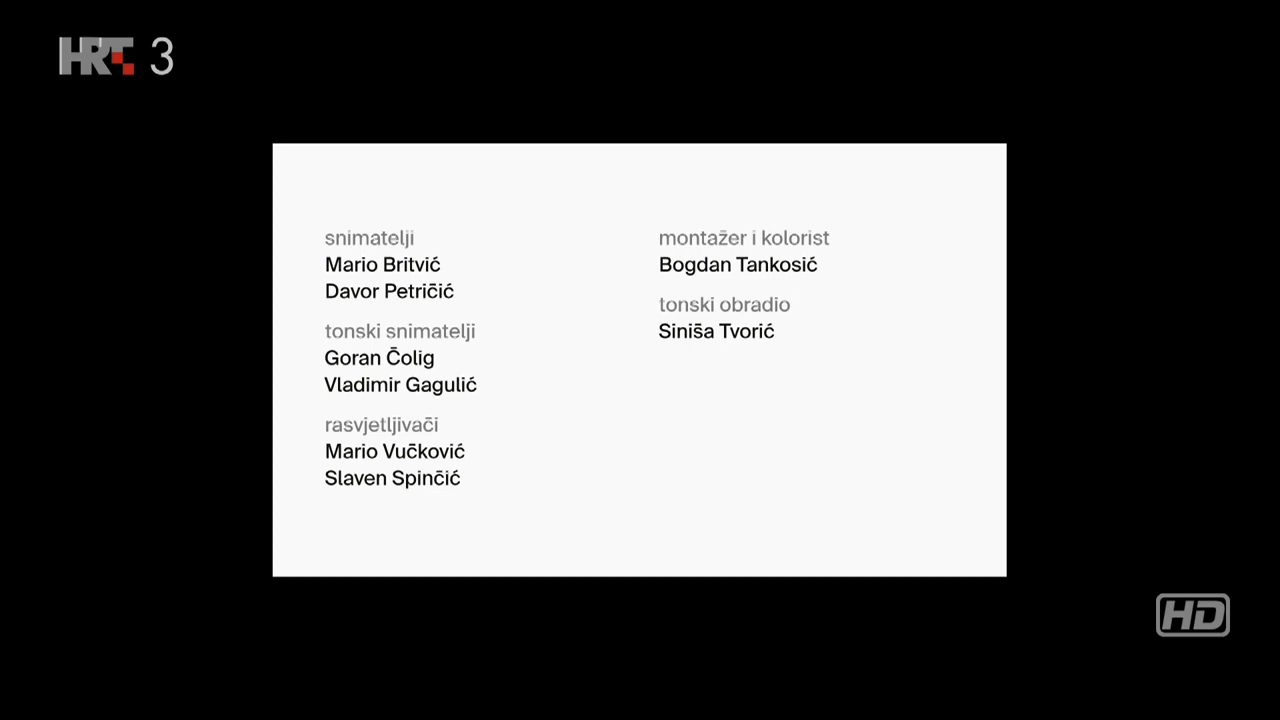 HRT 3
snimatelji
Mario Britvić
Davor Petričić
tonski snimatelji
Goran Čolig
Vladimir Gagulić
rasvjetljivači
Mario Vučković
Slaven Spinčić
montažer i kolorist
Bogdan Tankosić
tonski obradio
Siniša Tvorić
HD